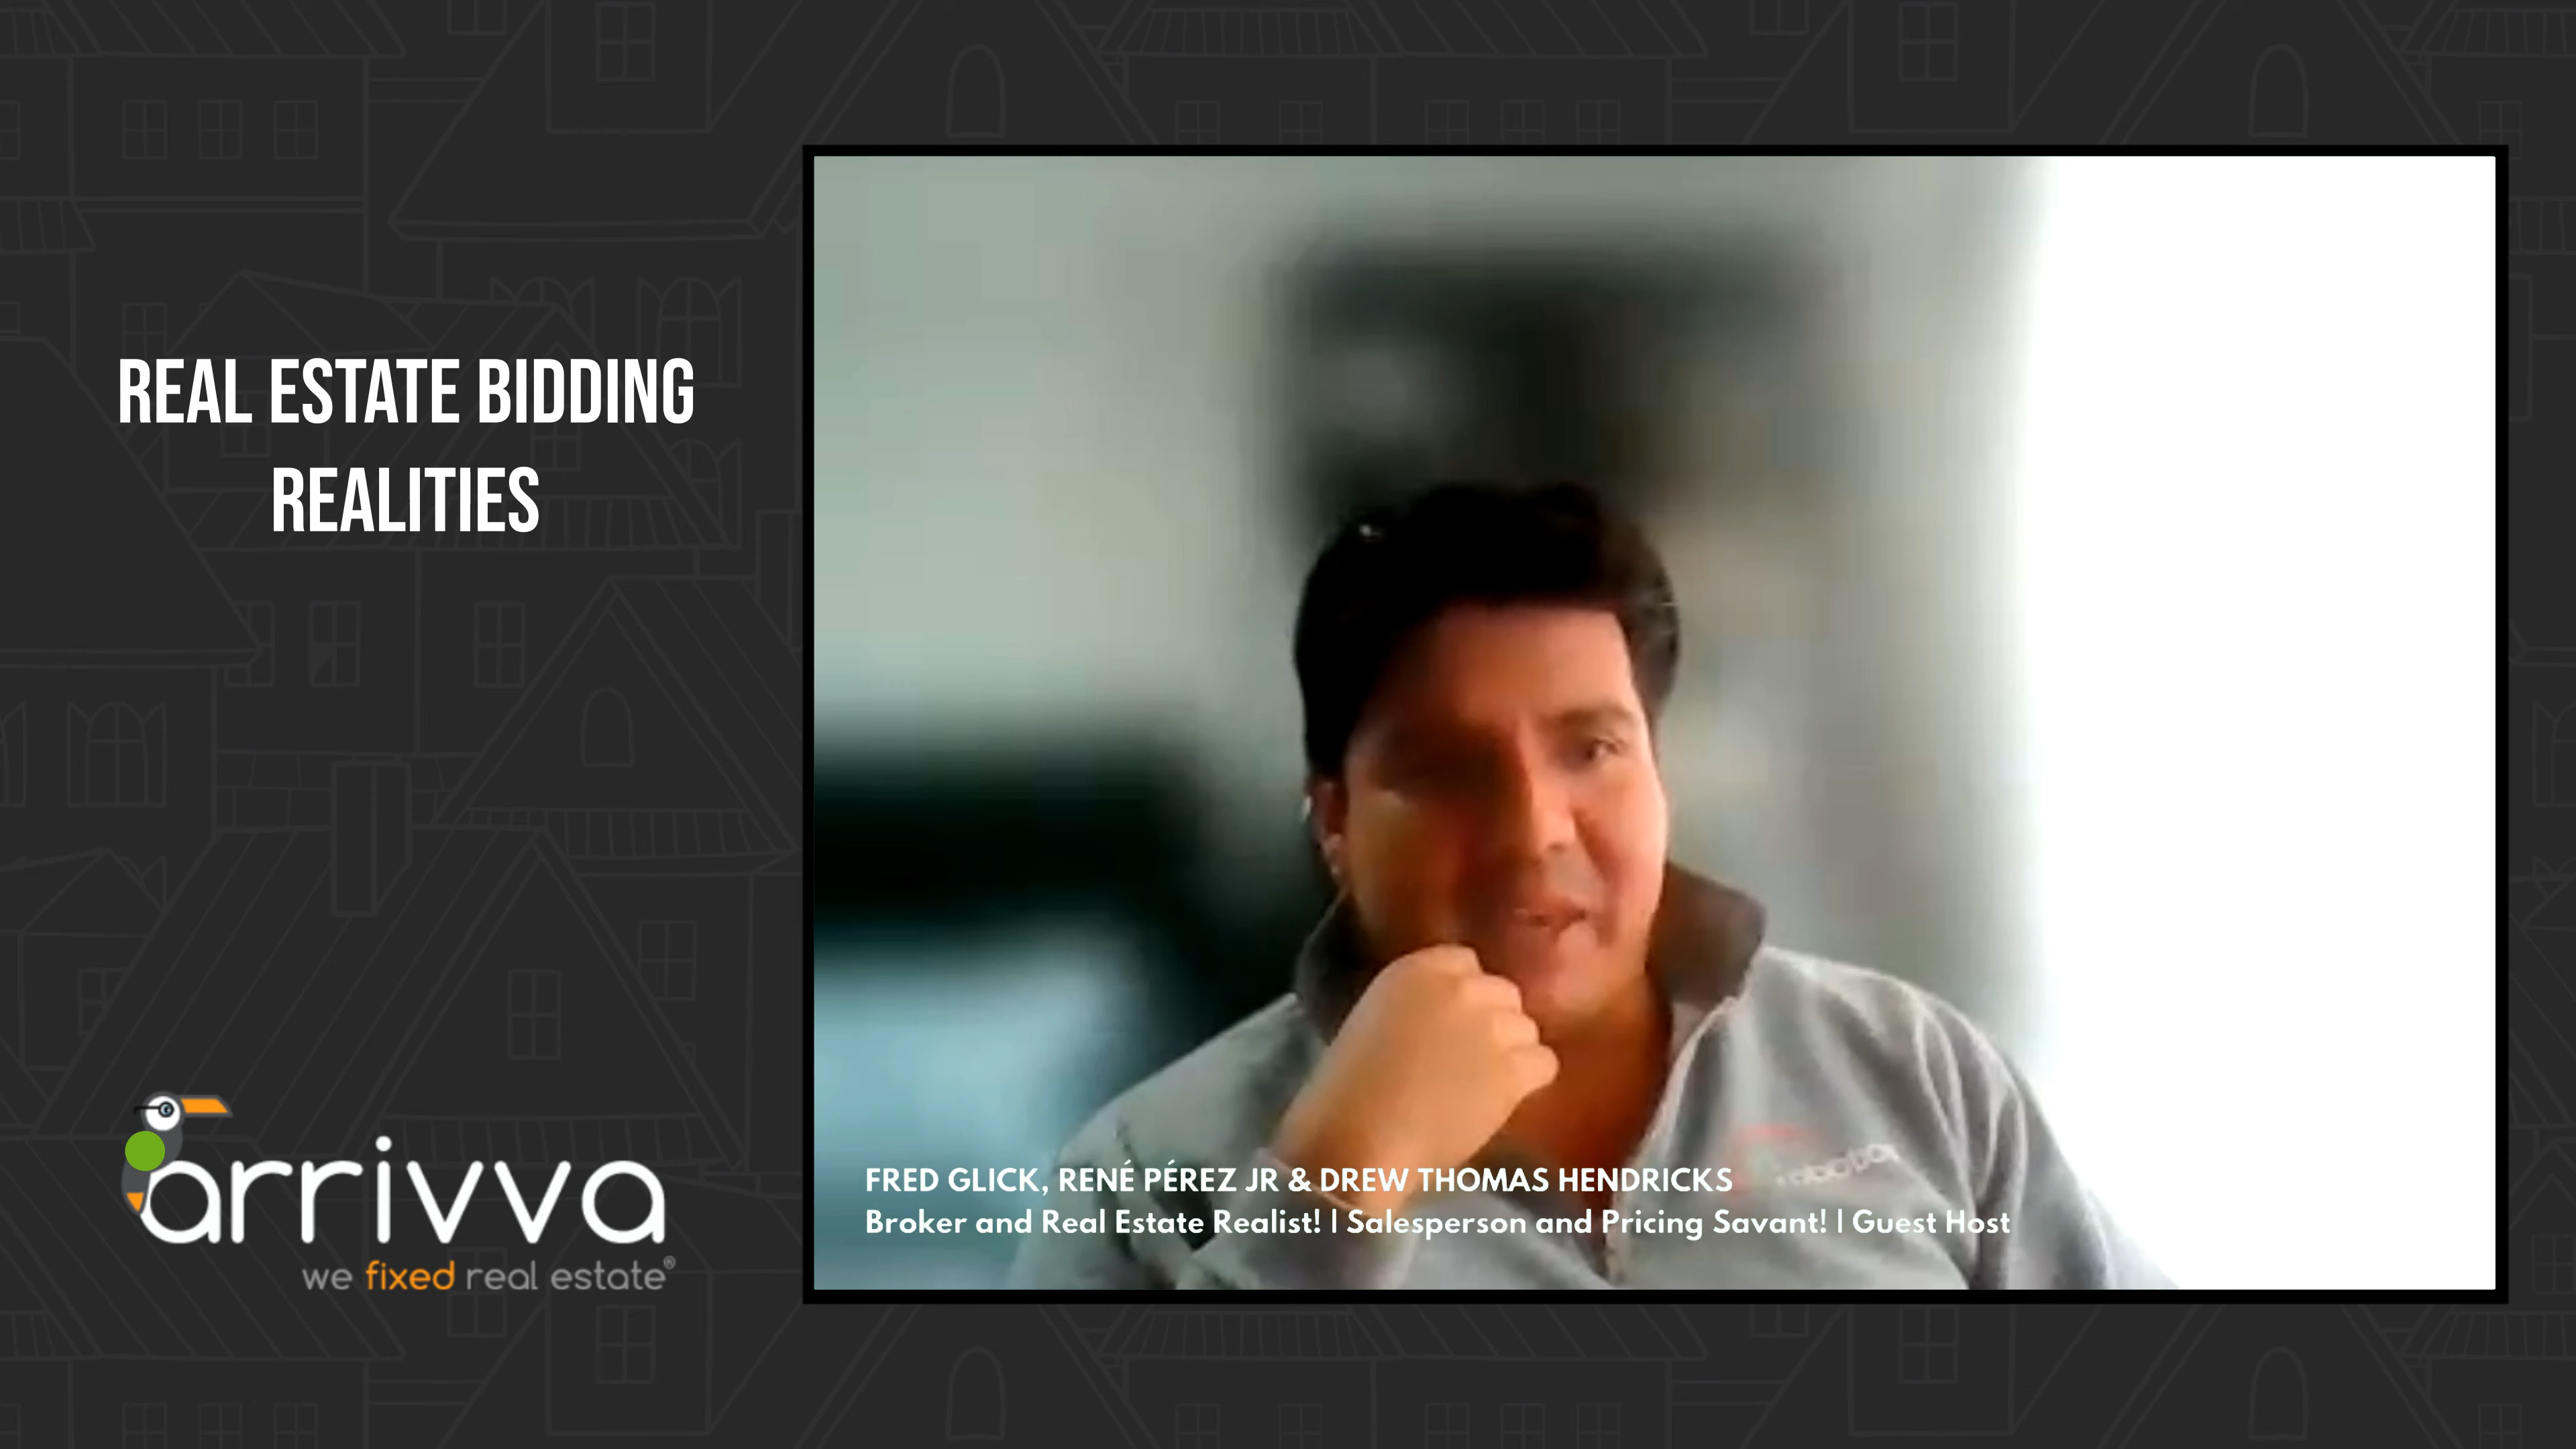 REAL ESTATE BIDDING
REALITIES
arrivva
we fixed real estate®
FRED GLICK, RENÉ PÉREZ JR & DREW THOMAS HENDRICKS
Broker and Real Estate Realist! | Salesperson and Pricing Savant! | Guest Host